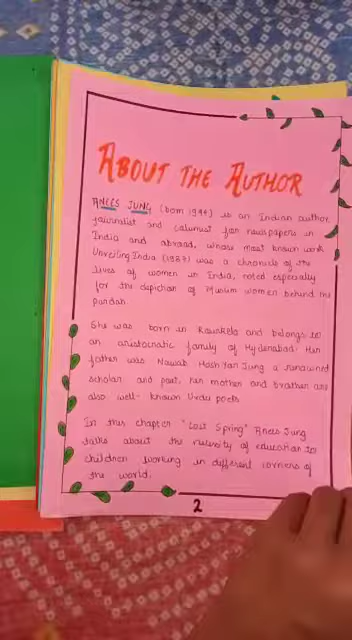 ABOUT THE AUTHOR
ANEES JUNG (born 1944) is an Indian author,
journalist and columist for newspapers in
India and abroad, whose most known work
Unveiling India (1987) was a chronicle of the
lives of women in India, noted especially
for the depiction of Muslim women behind the
pardah.
She was born in Rourkela and belongs to
an aristocratic family of Hyderabad. Her
father was Nawab Hosh Yar Jung a renowned
scholar and poet, her mother and brother are
also well-known Urdu poets.
In this chapter "Lost Spring" Anees Jung
talks about the necessity of education to
children working in different corners of
the world.
2